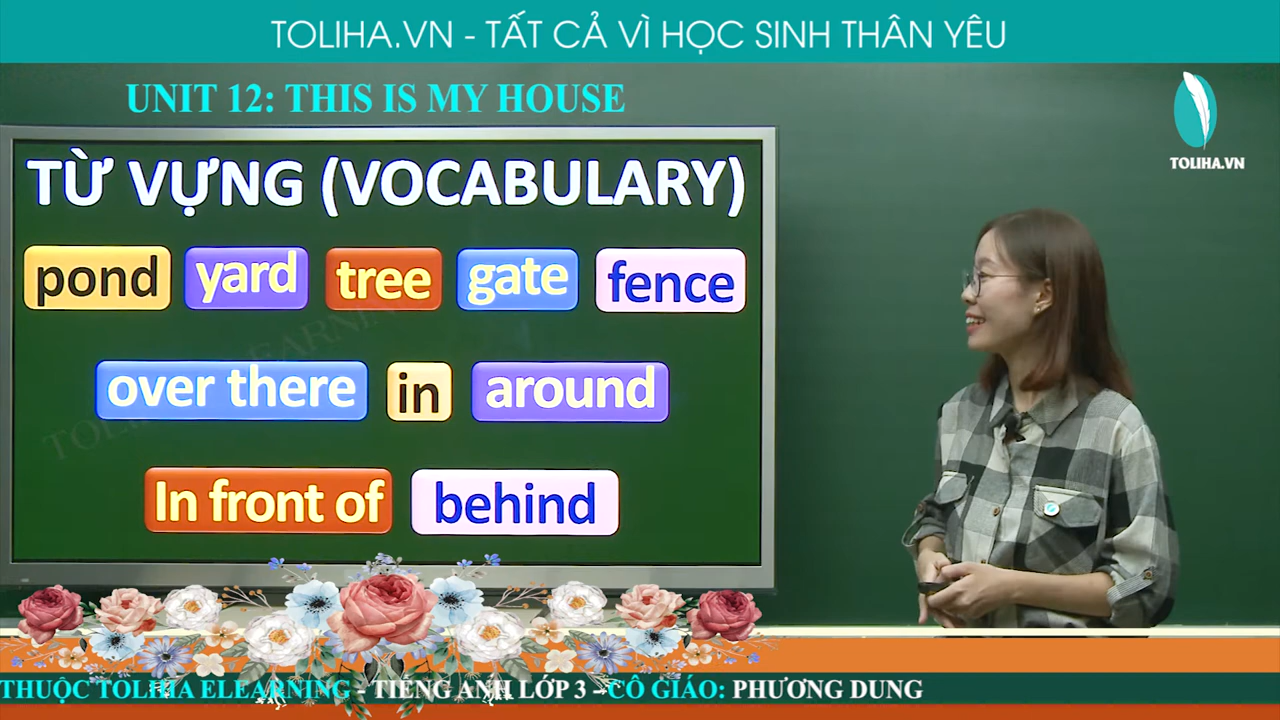 TOLIHA.VN - TẤT CẢ VÌ HỌC SINH THÂN YÊU
UNIT 12: THIS IS MY HOUSE
TOLIHA.VN
TỪ VỰNG (VOCABULARY)
pond yard tree gate fence
over there in around
In front of behind
TOLIHA ELEARNING
THUỘC TOLIHA ELEARNING - TIẾNG ANH LỚP 3 - CÔ GIÁO: PHƯƠNG DUNG